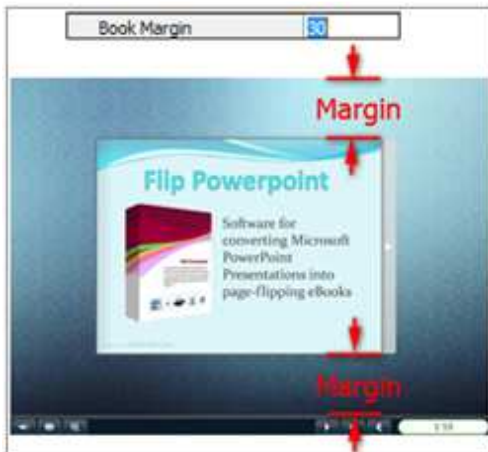 Book Margin 30
Margin
Flip Powerpoint
Software for
converting Microsoft
PowerPoint
Presentations into
page-flipping eBooks
Margin